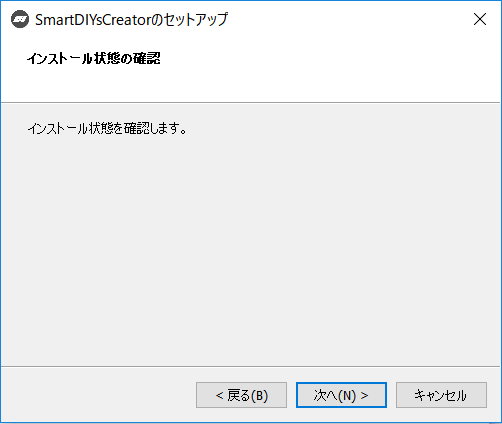 SmartDIYsCreatorのセットアップ
インストール状態の確認
インストール状態を確認します。
< 戻る(B)
次へ(N) >
キャンセル